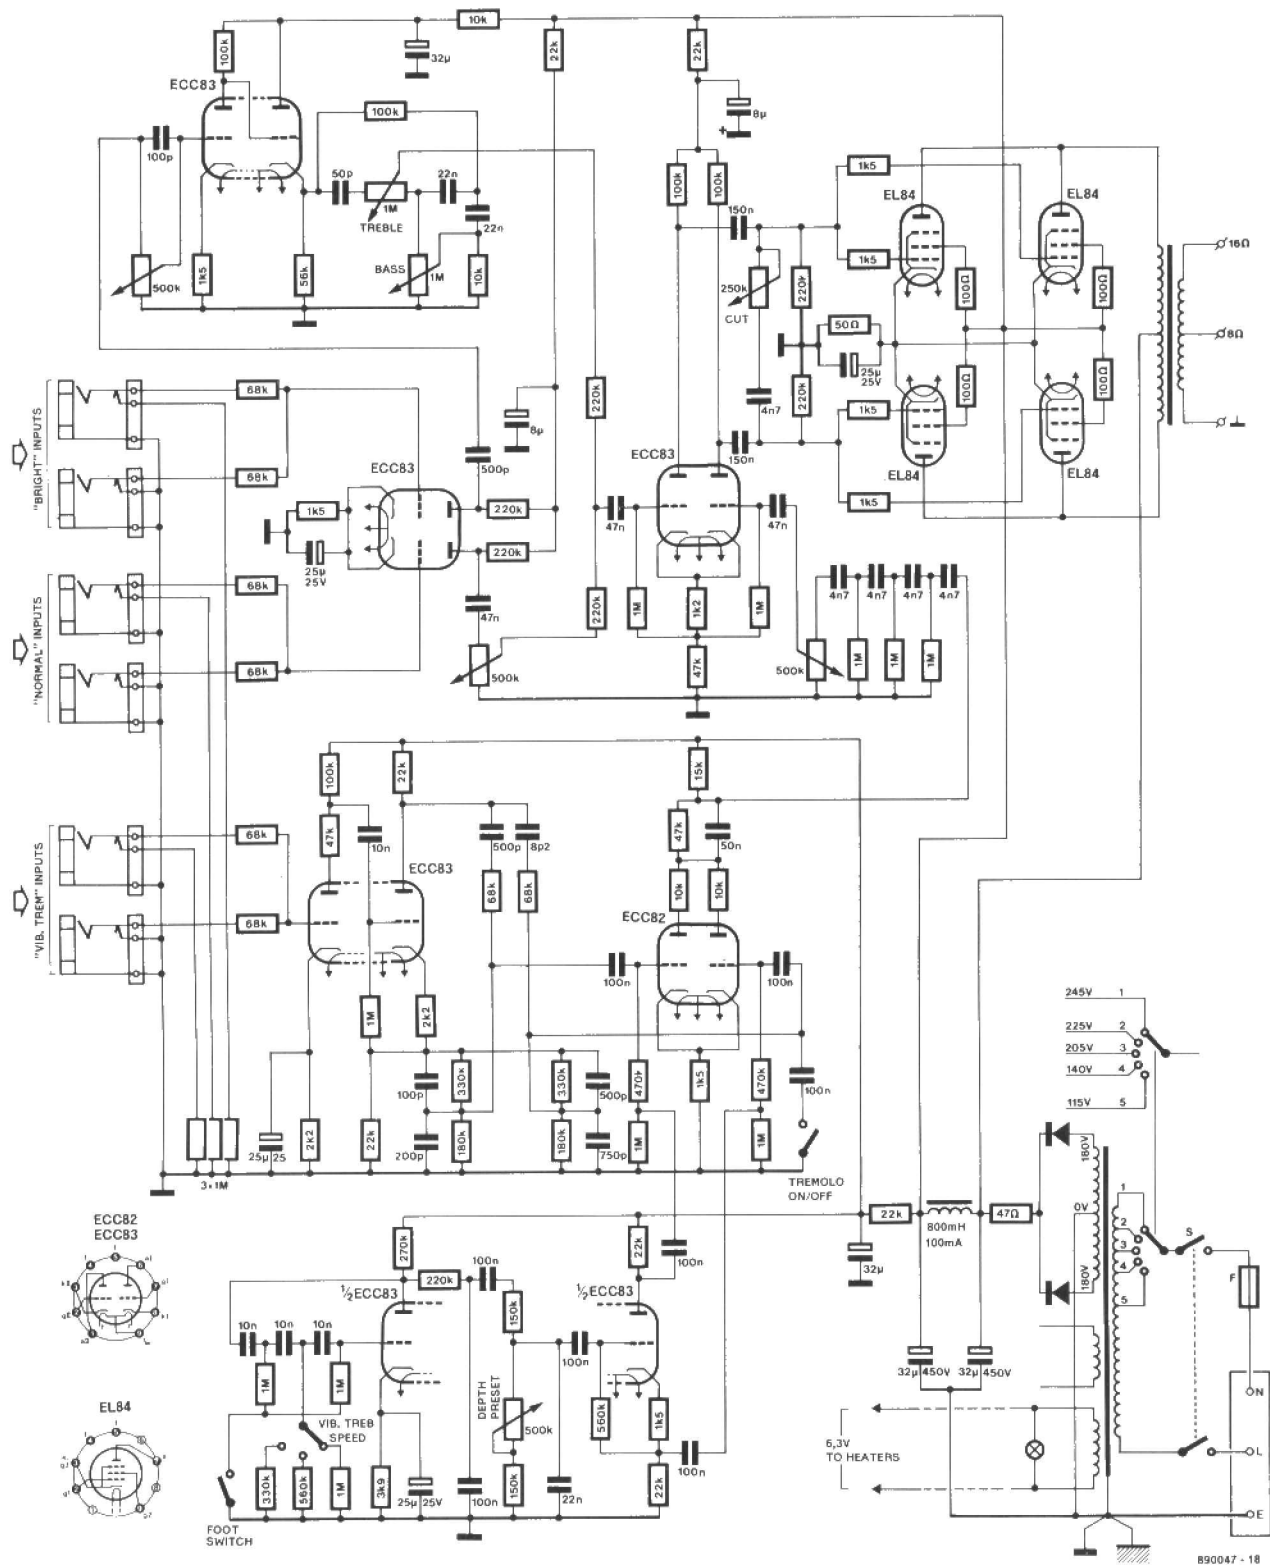 10k
100k
32µ
22k
22k
ECC83
8µ
+
100k
100p
50p
1M
TREBLE
22n
22n
BASS
1M
500k
1k5
56k
10k
100k
100k
150n
1k5
1k5
EL84
EL84
250k
CUT
220k
50Ω
25µ
25V
100Ω
100Ω
16Ω
8Ω
"BRIGHT" INPUTS
68k
68k
220k
4n7
220k
100Ω
100Ω
8µ
500p
ECC83
ECC83
150n
1k5
1k5
EL84
EL84
1k5
25µ
25V
220k
220k
47n
47n
47n
"NORMAL" INPUTS
68k
68k
500k
220k
1M
1k2
1M
47k
500k
4n7
4n7
4n7
4n7
1M
1M
1M
100k
22k
15k
"VIB. TREM" INPUTS
68k
68k
47k
10n
ECC83
500p
8p2
68k
68k
47k
50n
10k
10k
ECC82
100n
100n
1M
2k2
245V 1
225V 2
205V 3
140V 4
115V 5
100p
330k
330k
500p
470k
1k5
470k
100n
25µ 25
2k2
22k
200p
180k
180k
750p
1M
1M
3x1M
TREMOLO
ON/OFF
ECC82
ECC83
270k
220k
100n
22k
100n
22k
800mH
100mA
47Ω
32µ
180V
0V
180V
1
2
3
4
5
S
F
½ECC83
½ECC83
10n
10n
10n
150k
100n
1M
1M
VIB. TREB
SPEED
DEPTH
PRESET
500k
560k
1k5
100n
32µ 450V
32µ 450V
N
EL84
330k
560k
1M
3k9
25µ 25V
100n
150k
22n
22k
6,3V
TO HEATERS
L
E
FOOT
SWITCH
890047 - 18